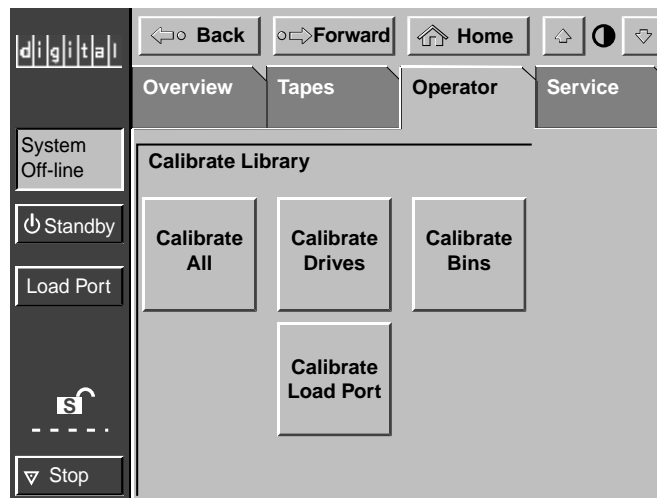 digital
Back
Forward
Home
Overview
Tapes
Operator
Service
System
Off-line
Standby
Load Port
S
Stop
Calibrate Library
Calibrate
All
Calibrate
Drives
Calibrate
Bins
Calibrate
Load Port